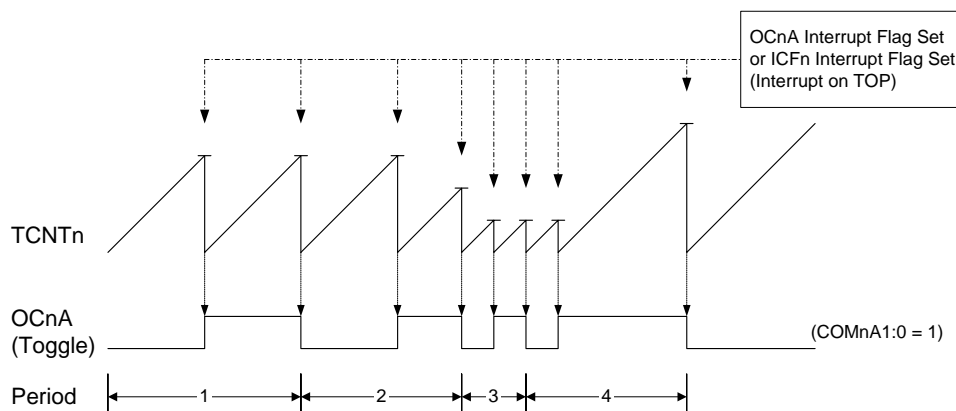 OCnA Interrupt Flag Set
or ICFn Interrupt Flag Set
(Interrupt on TOP)
TCNTn
OCnA
(Toggle)
(COMnA1:0 = 1)
Period
1
2
3
4